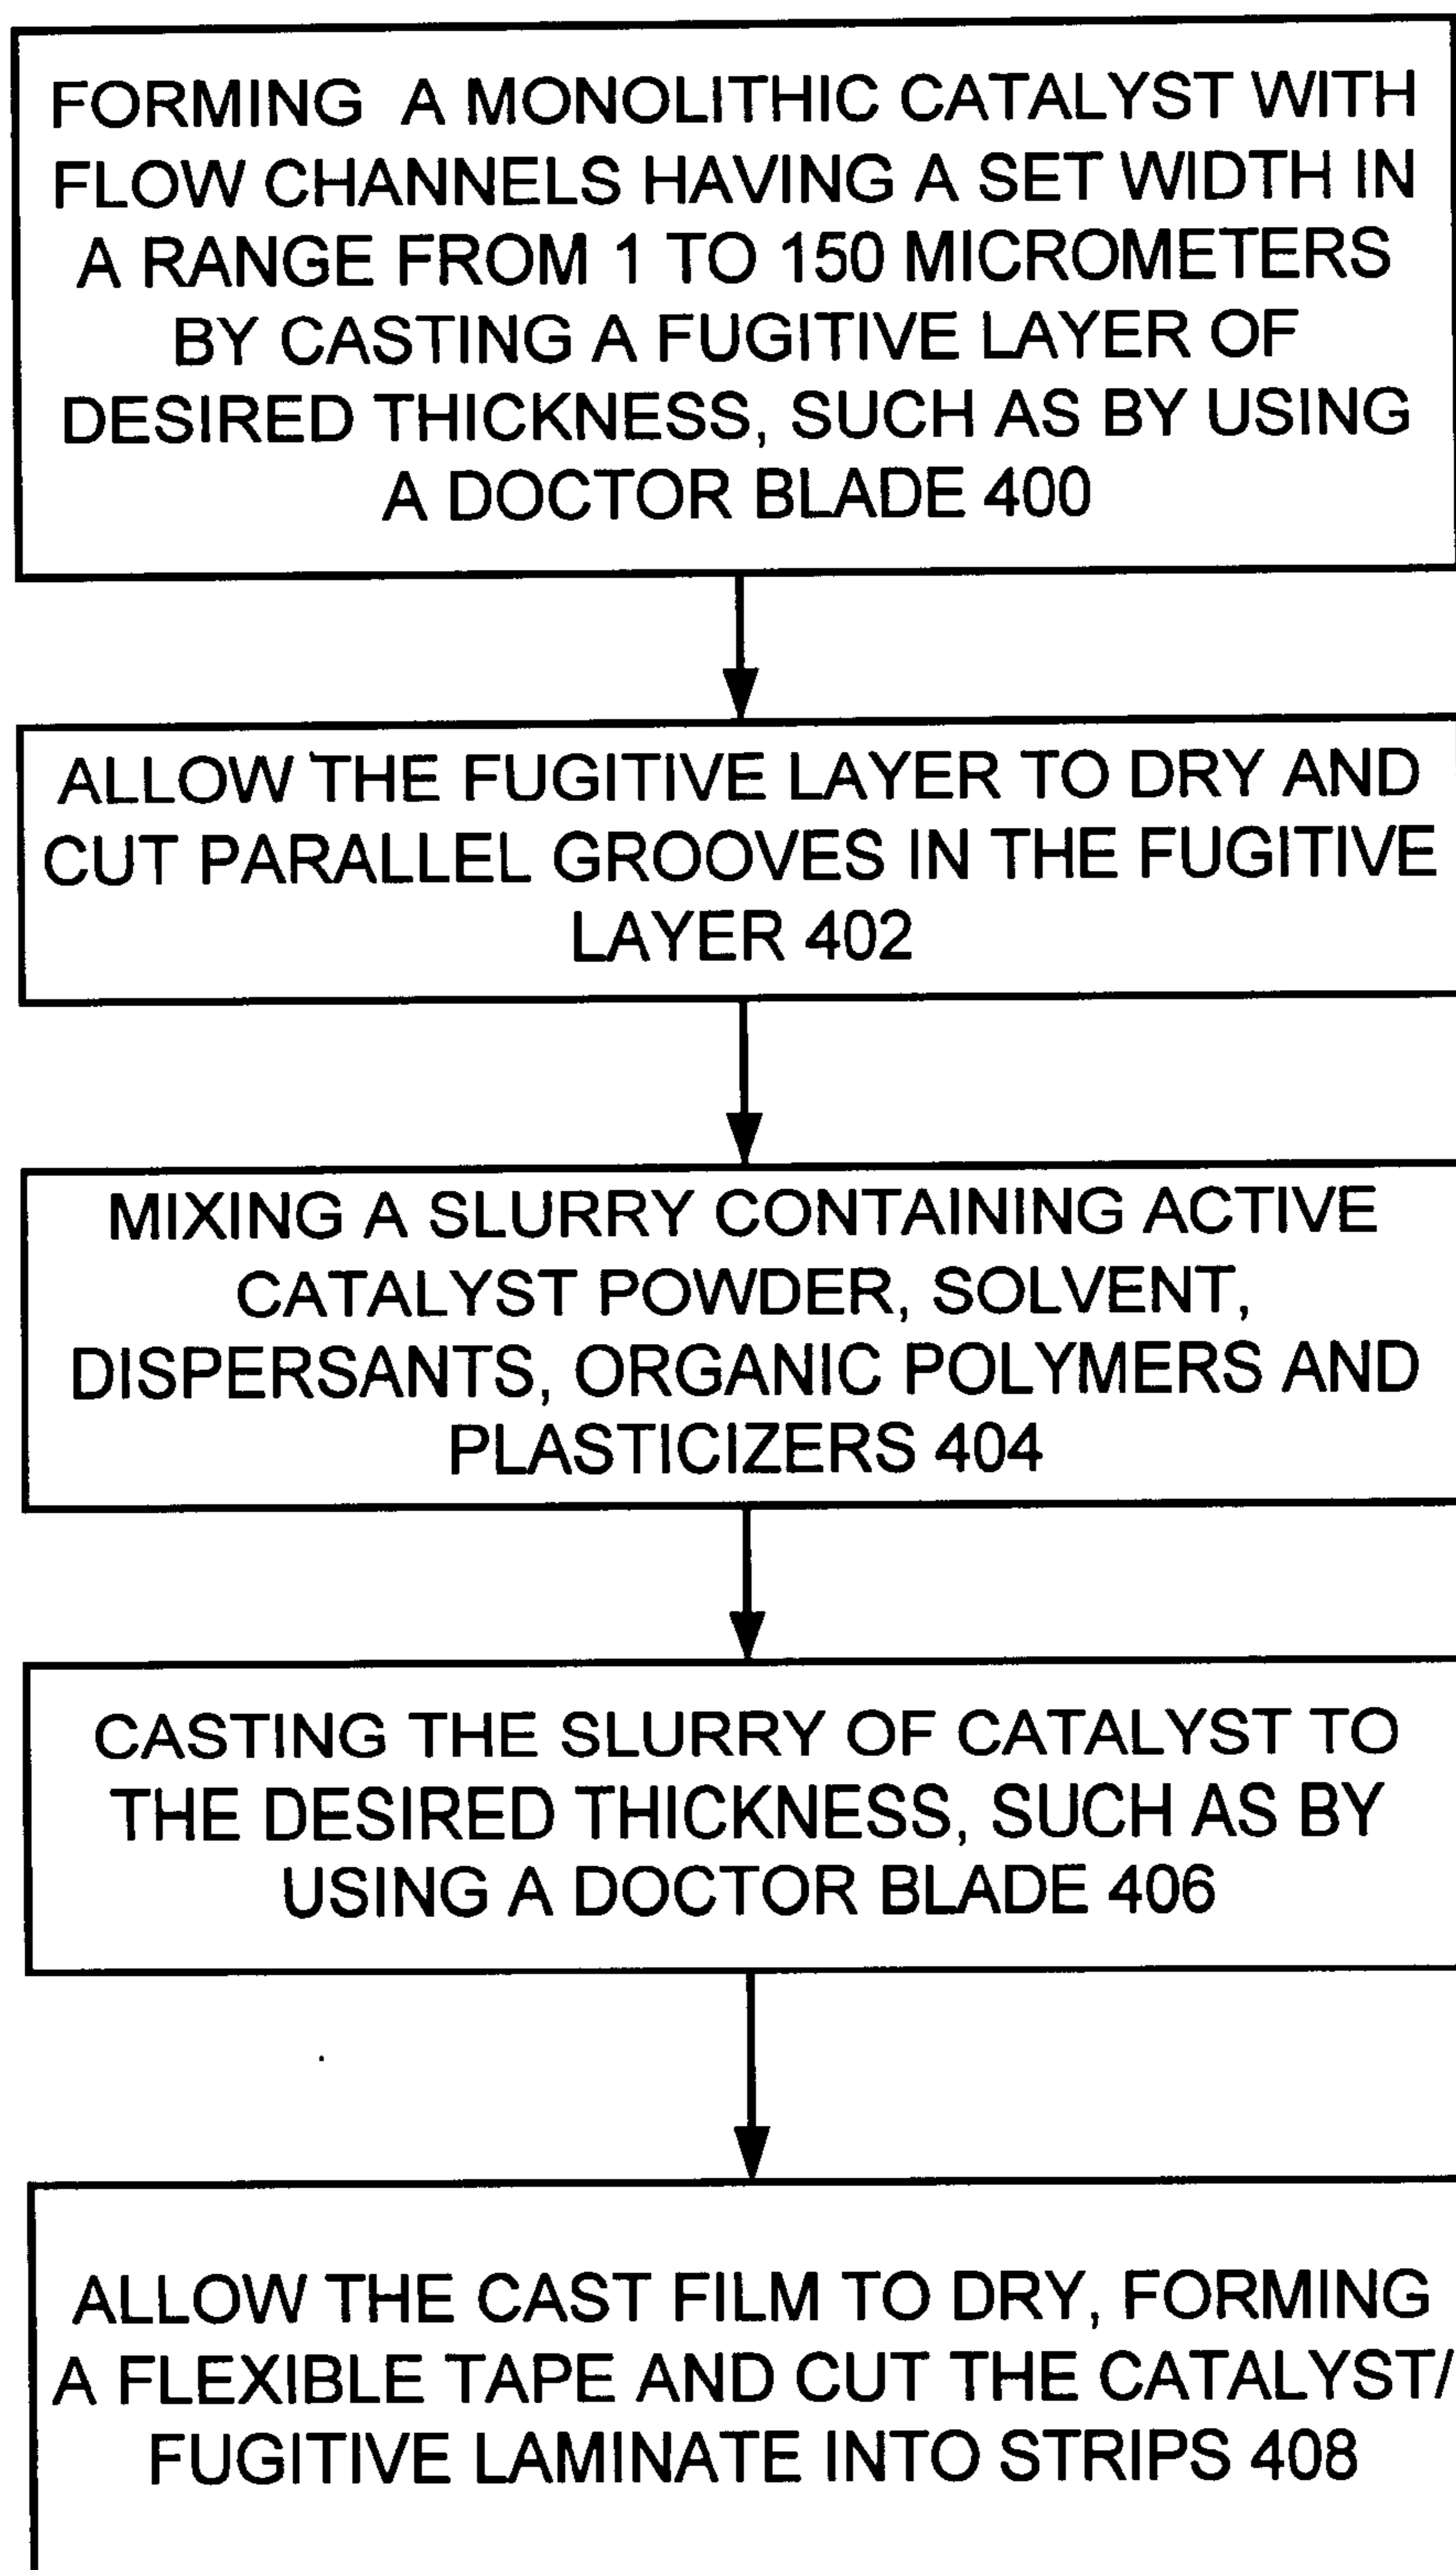 FORMING A MONOLITHIC CATALYST WITH
FLOW CHANNELS HAVING A SET WIDTH IN
A RANGE FROM 1 TO 150 MICROMETERS
BY CASTING A FUGITIVE LAYER OF
DESIRED THICKNESS, SUCH AS BY USING
A DOCTOR BLADE 400
ALLOW THE FUGITIVE LAYER TO DRY AND
CUT PARALLEL GROOVES IN THE FUGITIVE
LAYER 402
MIXING A SLURRY CONTAINING ACTIVE
CATALYST POWDER, SOLVENT,
DISPERSANTS, ORGANIC POLYMERS AND
PLASTICIZERS 404
CASTING THE SLURRY OF CATALYST TO
THE DESIRED THICKNESS, SUCH AS BY
USING A DOCTOR BLADE 406
ALLOW THE CAST FILM TO DRY, FORMING
A FLEXIBLE TAPE AND CUT THE CATALYST/
FUGITIVE LAMINATE INTO STRIPS 408